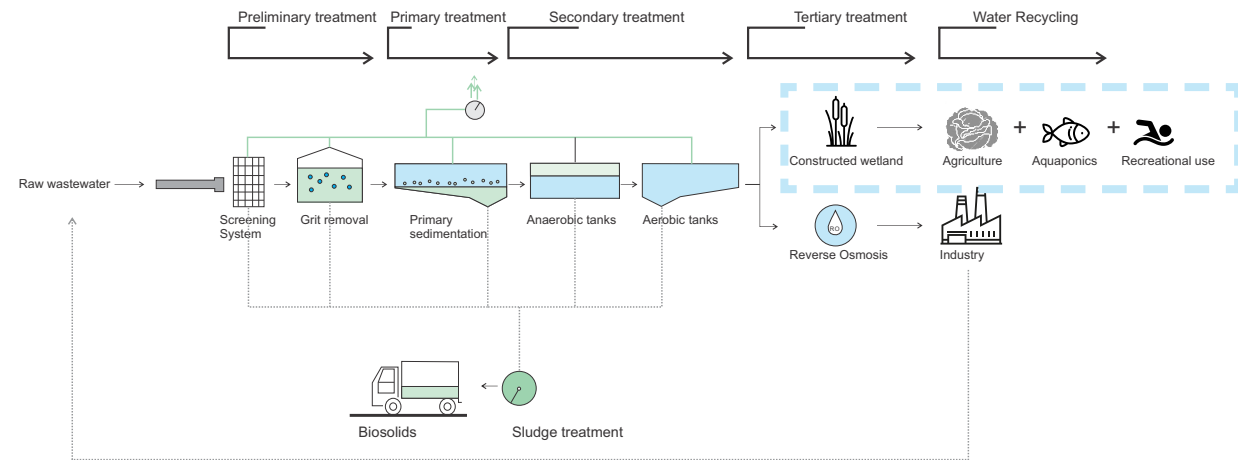 Preliminary treatment
Primary treatment
Secondary treatment
Tertiary treatment
Water Recycling
Constructed wetland
Agriculture
+
Aquaponics
+
Recreational use
Raw wastewater
Screening
System
Grit removal
Primary
sedimentation
Anaerobic tanks
Aerobic tanks
RO
Reverse Osmosis
Industry
Biosolids
Sludge treatment